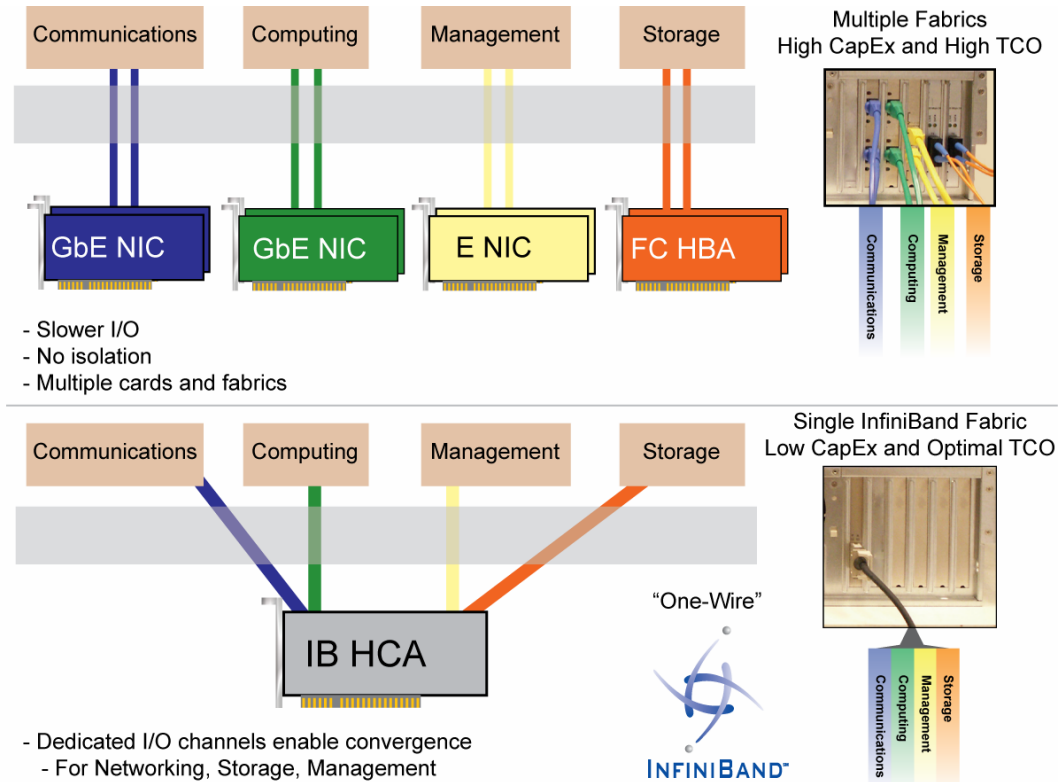 Communications
Computing
Management
Storage
Multiple Fabrics
High CapEx and High TCO
GbE NIC
GbE NIC
E NIC
FC HBA
Communications
Computing
Management
Storage
- Slower I/O
- No isolation
- Multiple cards and fabrics
Communications
Computing
Management
Storage
Single InfiniBand Fabric
Low CapEx and Optimal TCO
IB HCA
"One-Wire"
INFINIBAND™
Communications
Computing
Management
Storage
- Dedicated I/O channels enable convergence
- For Networking, Storage, Management